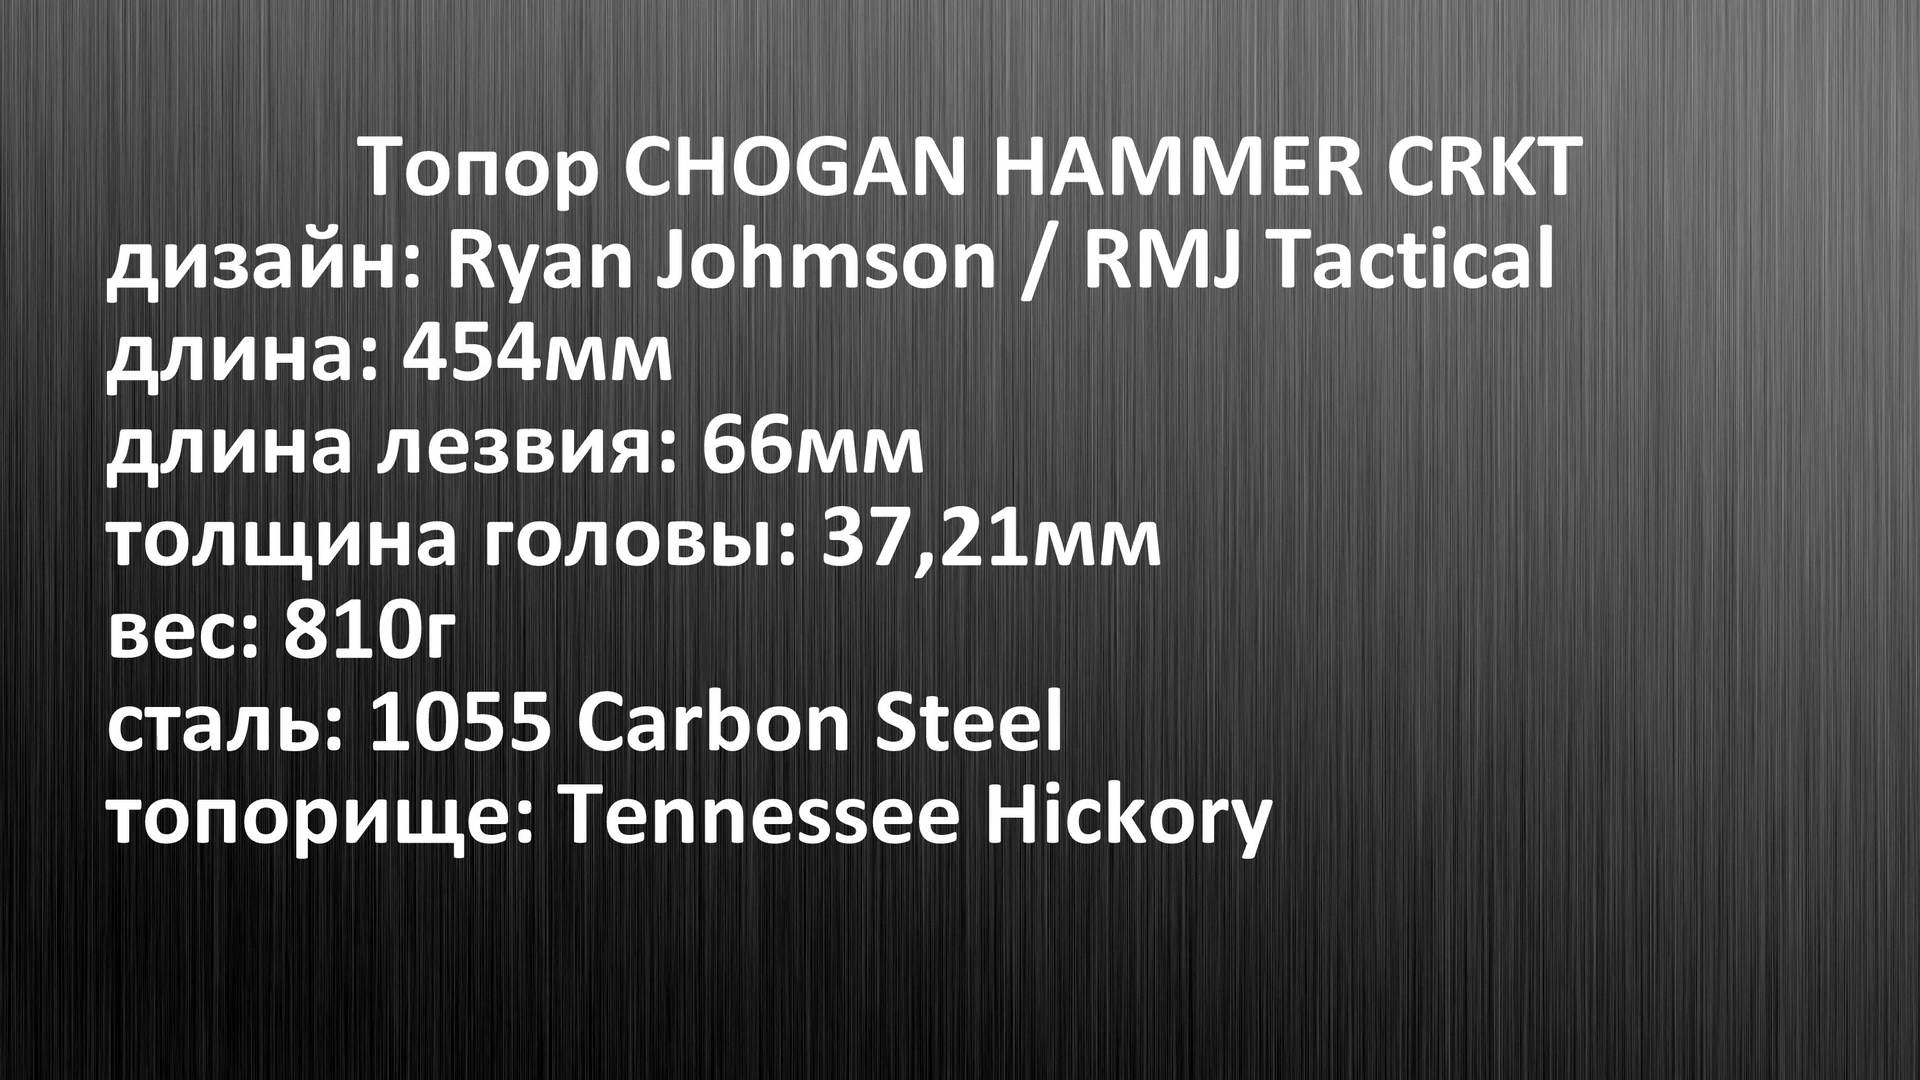 Топор CHOGAN HAMMER CRKT
дизайн: Ryan Johmson / RMJ Tactical
длина: 454мм
длина лезвия: 66мм
толщина головы: 37,21мм
вес: 810г
сталь: 1055 Carbon Steel
топорище: Tennessee Hickory